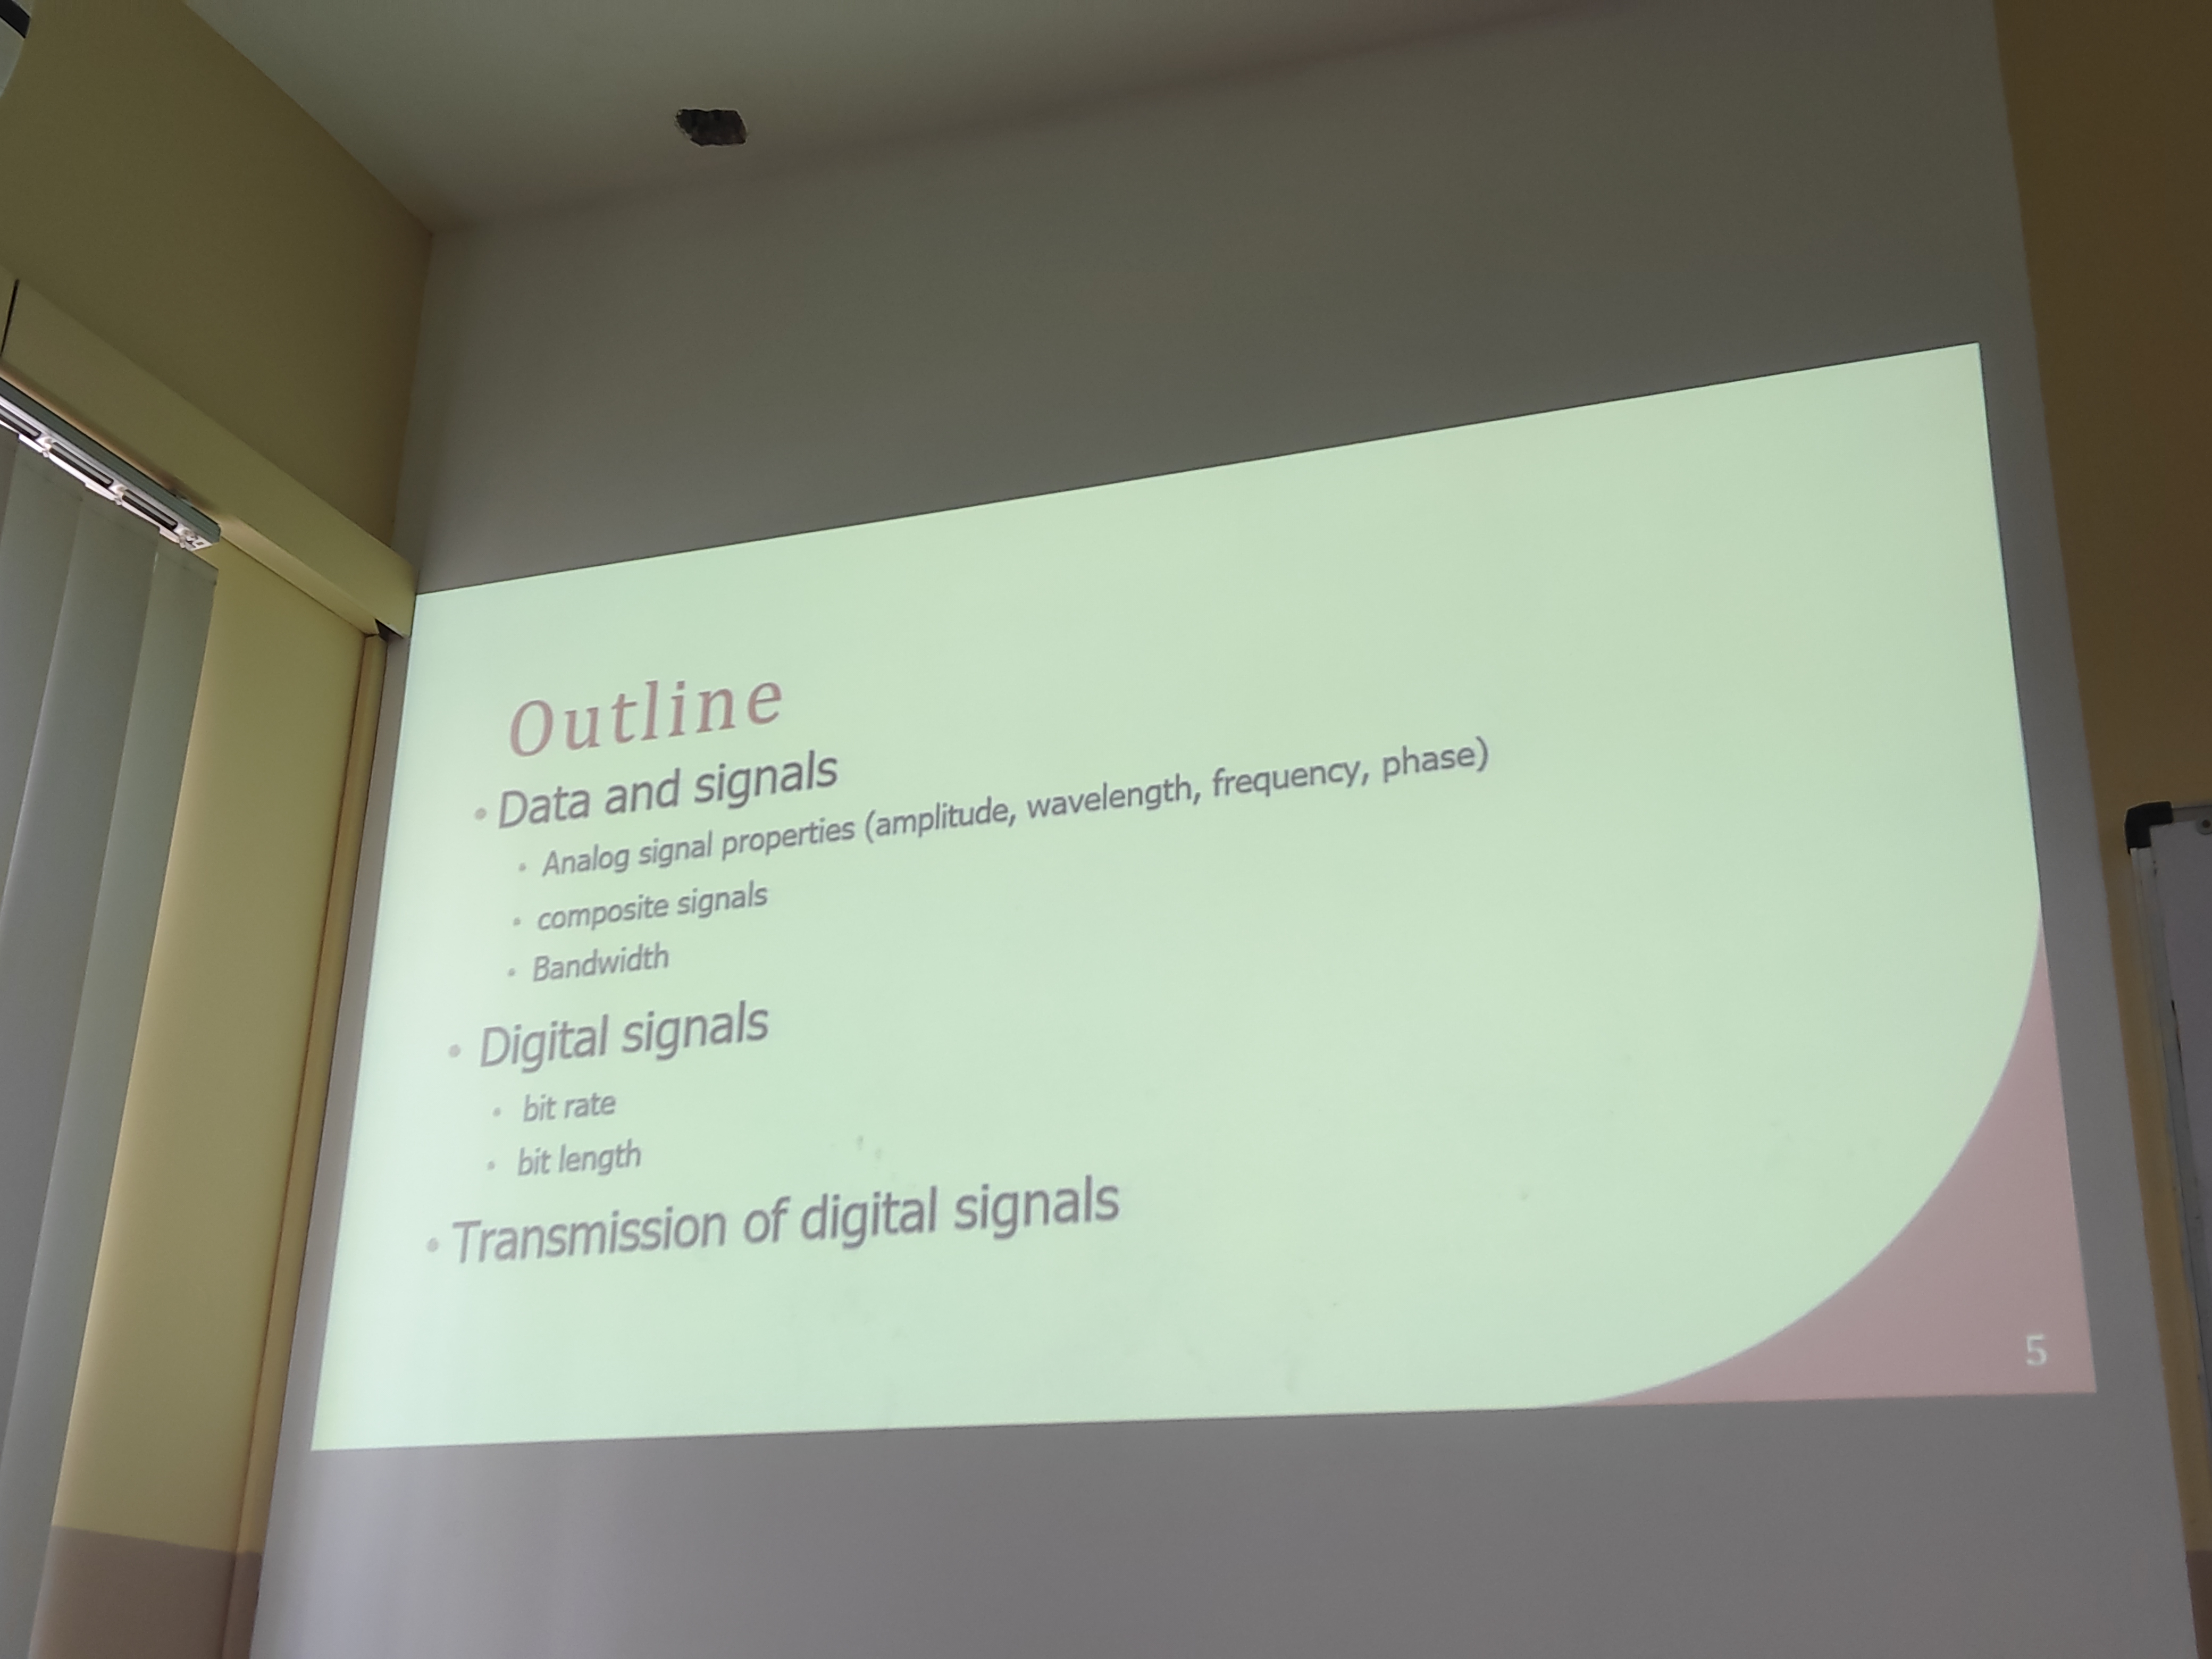 Outline
• Data and signals
• Analog signal properties (amplitude, wavelength, frequency, phase)
• composite signals
• Bandwidth
• Digital signals
• bit rate
• bit length
• Transmission of digital signals
5